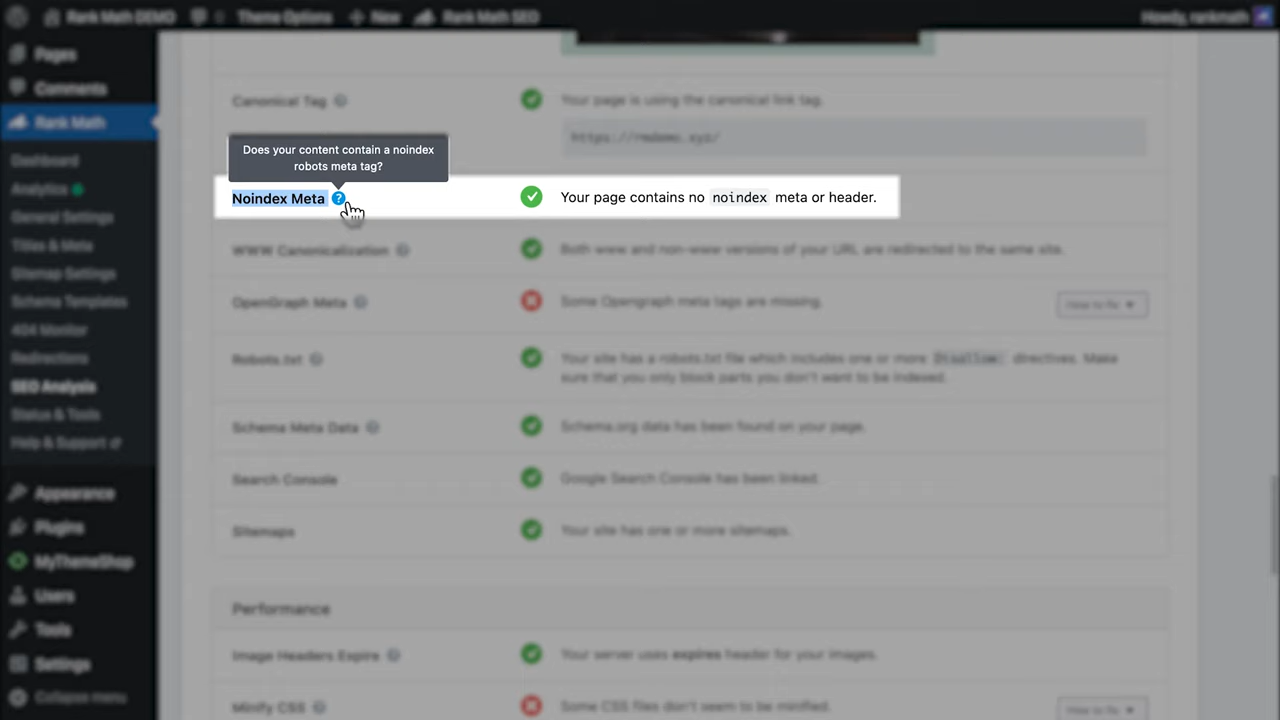 Rank Math DEMO
0
Theme Options
+ New
Rank Math SEO
Howdy, rankmath
Pages
Comments
Rank Math
Dashboard
Analytics
General Settings
Titles & Meta
Sitemap Settings
Schema Templates
404 Monitor
Redirections
SEO Analysis
Status & Tools
Help & Support
Appearance
Plugins
MyThemeShop
Users
Tools
Settings
Collapse menu
Canonical Tag
Your page is using the canonical link tag.
https://rmdemo.xyz/
Does your content contain a noindex
robots meta tag?
Noindex Meta ?
Your page contains no noindex meta or header.
WWW Canonicalization
Both www and non-www versions of your URL are redirected to the same site.
OpenGraph Meta
Some Opengraph meta tags are missing.
How to fix
Robots.txt
Your site has a robots.txt file which includes one or more Disallow: directives. Make
sure that you only block parts you don't want to be indexed.
Schema Meta Data
Schema.org data has been found on your page.
Search Console
Google Search Console has been linked.
Sitemaps
Your site has one or more sitemaps.
Performance
Image Headers Expire
Your server uses expires header for your images.
Minify CSS
Some CSS files don't seem to be minified.
How to fix